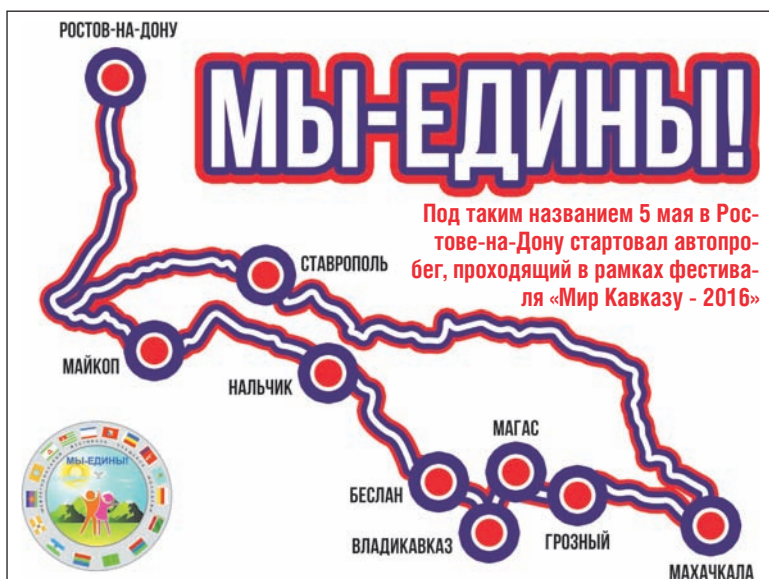 РОСТОВ-НА-ДОНУ
МЫ-ЕДИНЫ!
Под таким названием 5 мая в Рос-
тове-на-Дону стартовал автопро-
бег, проходящий в рамках фестива-
ля «Мир Кавказу - 2016»
СТАВРОПОЛЬ
МАЙКОП
НАЛЬЧИК
МАГАС
БЕСЛАН
ВЛАДИКАВКАЗ
ГРОЗНЫЙ
МАХАЧКАЛА
МЫ-ЕДИНЫ!